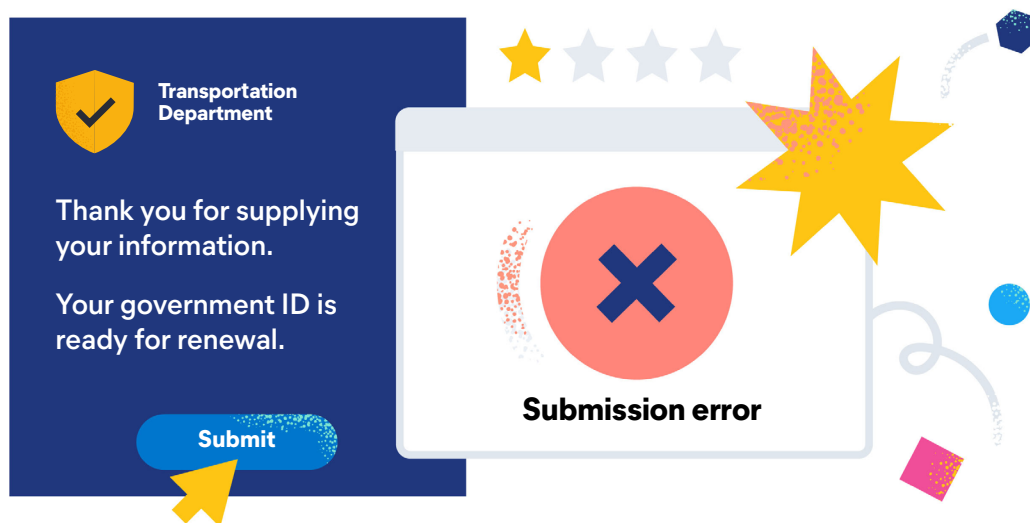 Transportation
Department
Thank you for supplying
your information.
Your government ID is
ready for renewal.
Submit
Submission error